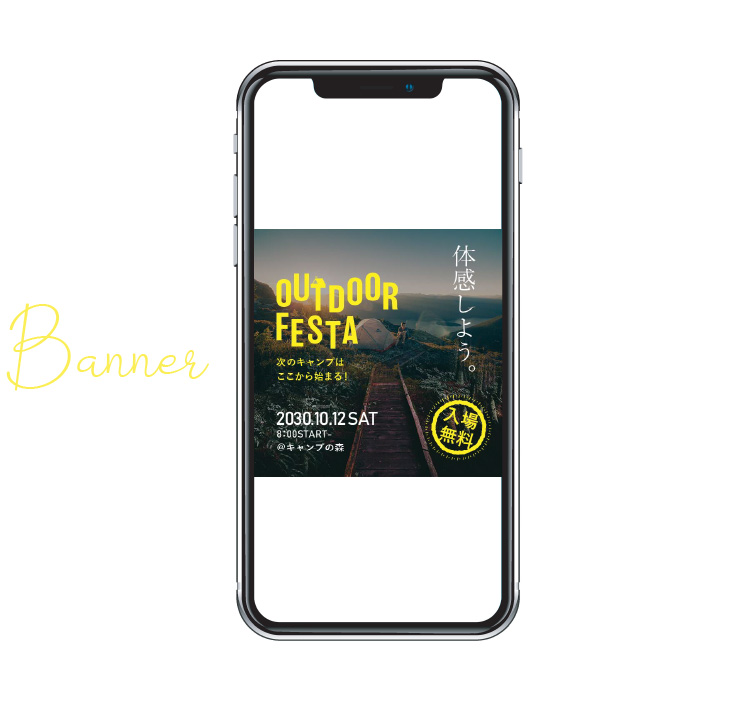 Banner
OUTDOOR
FESTA
次のキャンプは
ここから始まる!
体感しよう。
2030.10.12 SAT
8:00START-
@キャンプの森
入場
無料